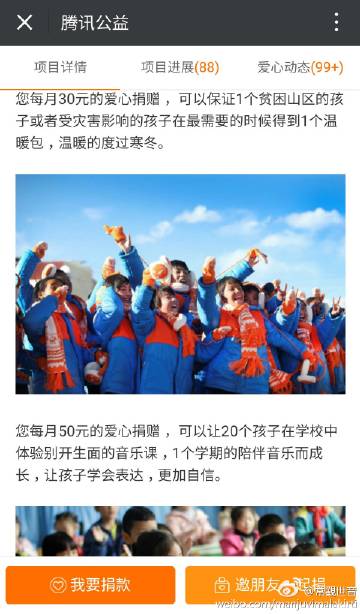 腾讯公益
项目详情 项目进展(88) 爱心动态(99+)
您每月30元的爱心捐赠，可以保证1个贫困山区的孩
子或者受灾害影响的孩子在最需要的时候得到1个温
暖包，温暖的度过寒冬。
您每月50元的爱心捐赠，可以让20个孩子在学校中
体验别开生面的音乐课，1个学期的陪伴音乐而成
长，让孩子学会表达，更加自信。
我要捐款
邀朋友一起捐